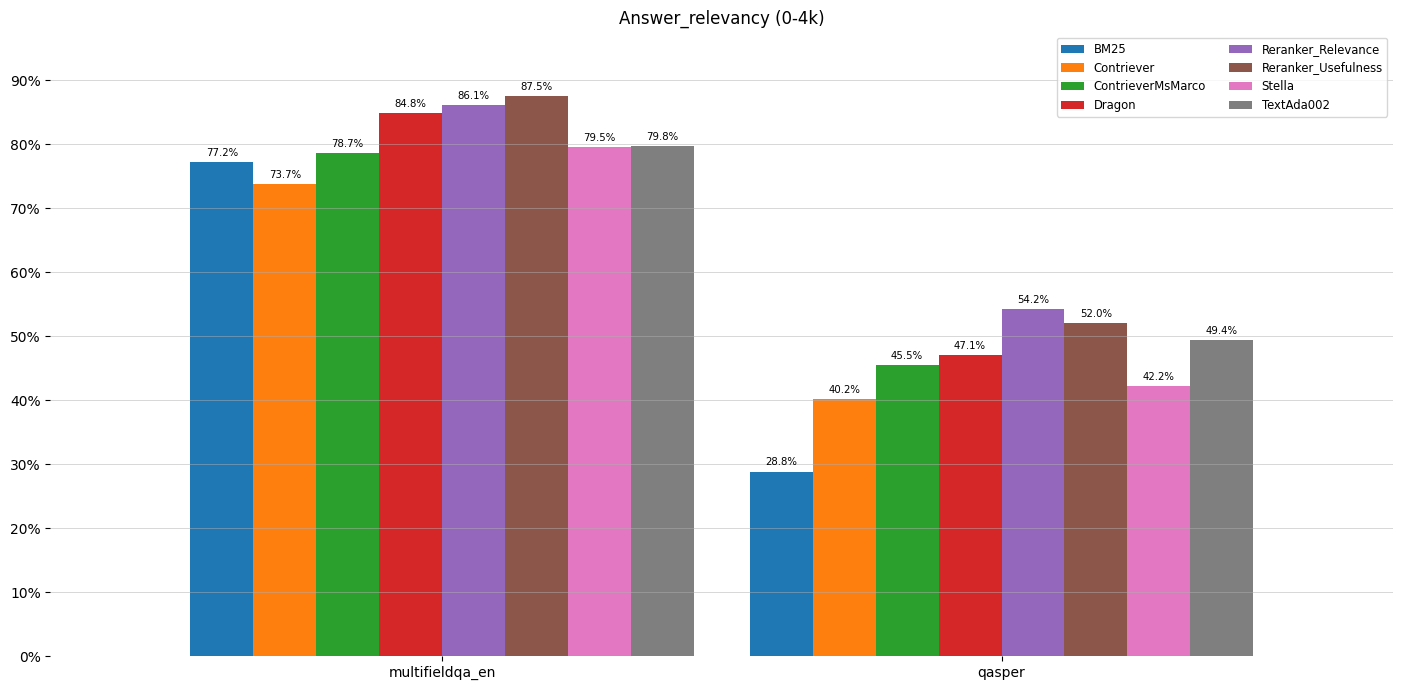 Answer_relevancy (0-4k)
BM25
Contriever
ContrieverMsMarco
Dragon
Reranker_Relevance
Reranker_Usefulness
Stella
TextAda002
90%
80%
70%
60%
50%
40%
30%
20%
10%
0%
77.2%
73.7%
78.7%
84.8%
86.1%
87.5%
79.5%
79.8%
28.8%
40.2%
45.5%
47.1%
54.2%
52.0%
42.2%
49.4%
multifieldqa_en
qasper